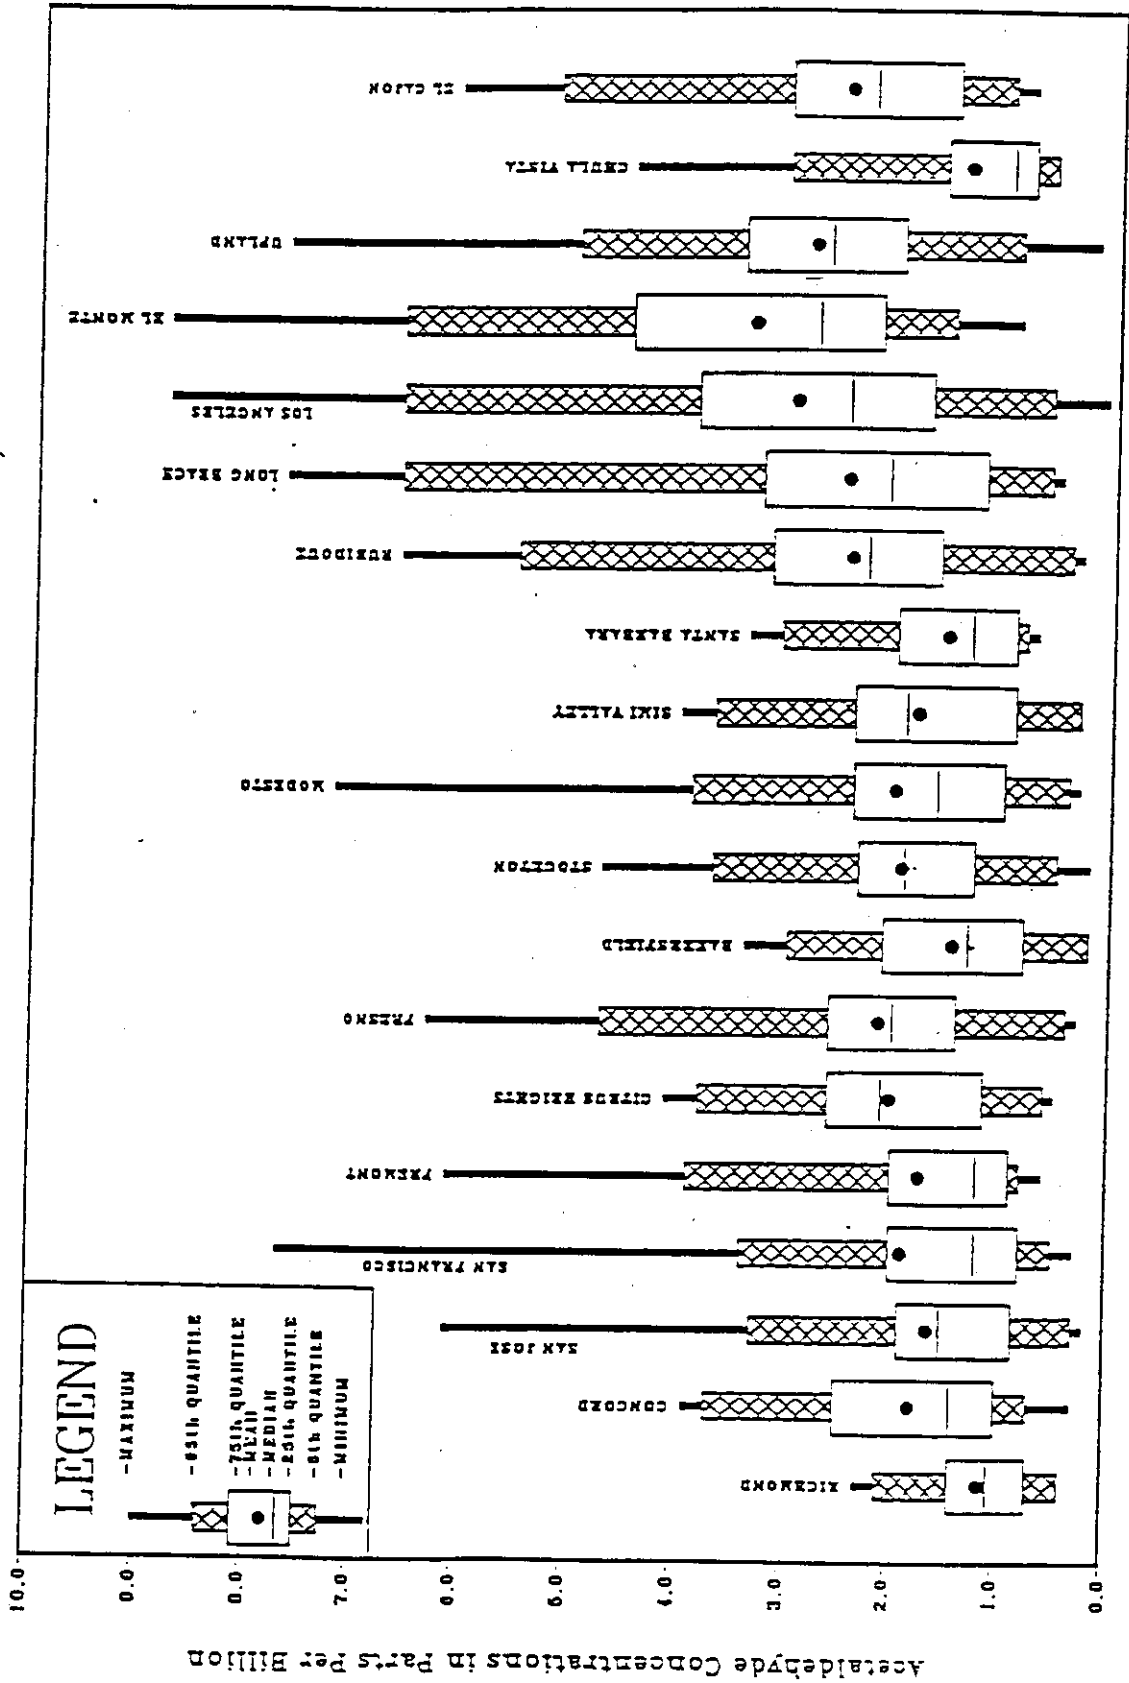 LEGEND
- MAXIMUM
- 95th QUANTILE
- 75th QUANTILE
- MEAN
- MEDIAN
- 25th QUANTILE
- 5th QUANTILE
- MINIMUM
10.0
9.0
8.0
7.0
6.0
5.0
4.0
3.0
2.0
1.0
0.0
Acetaldehyde Concentrations in Parts Per Billion
RICHMOND
CONCORD
SAN JOSE
SAN FRANCISCO
FREMONT
CITRUS HEIGHTS
FRESNO
BAKERSFIELD
STOCKTON
MODESTO
SIMI VALLEY
SANTA BARBARA
RUBIDOUX
LONG BEACH
LOS ANGELES
EL MONTE
UPLAND
CHULA VISTA
EL CAJON